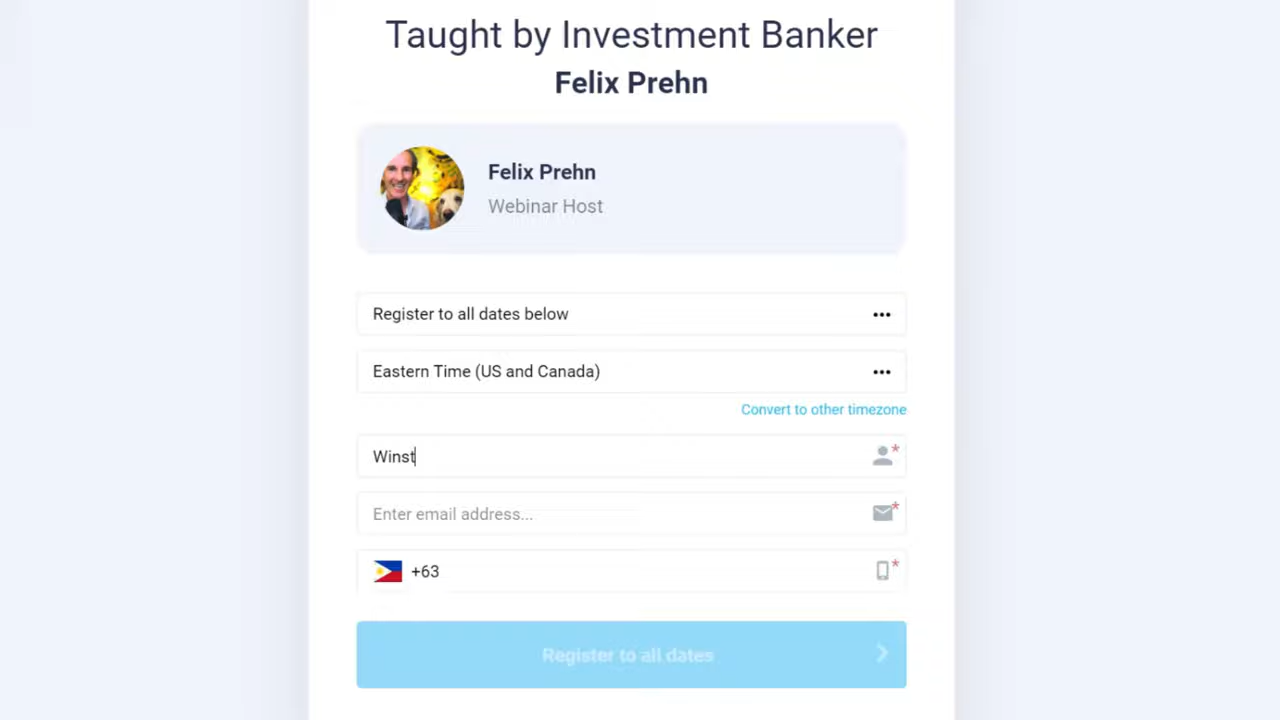 Taught by Investment Banker
Felix Prehn
Felix Prehn
Webinar Host
Register to all dates below
Eastern Time (US and Canada)
Convert to other timezone
Winst
Enter email address...
+63
Register to all dates